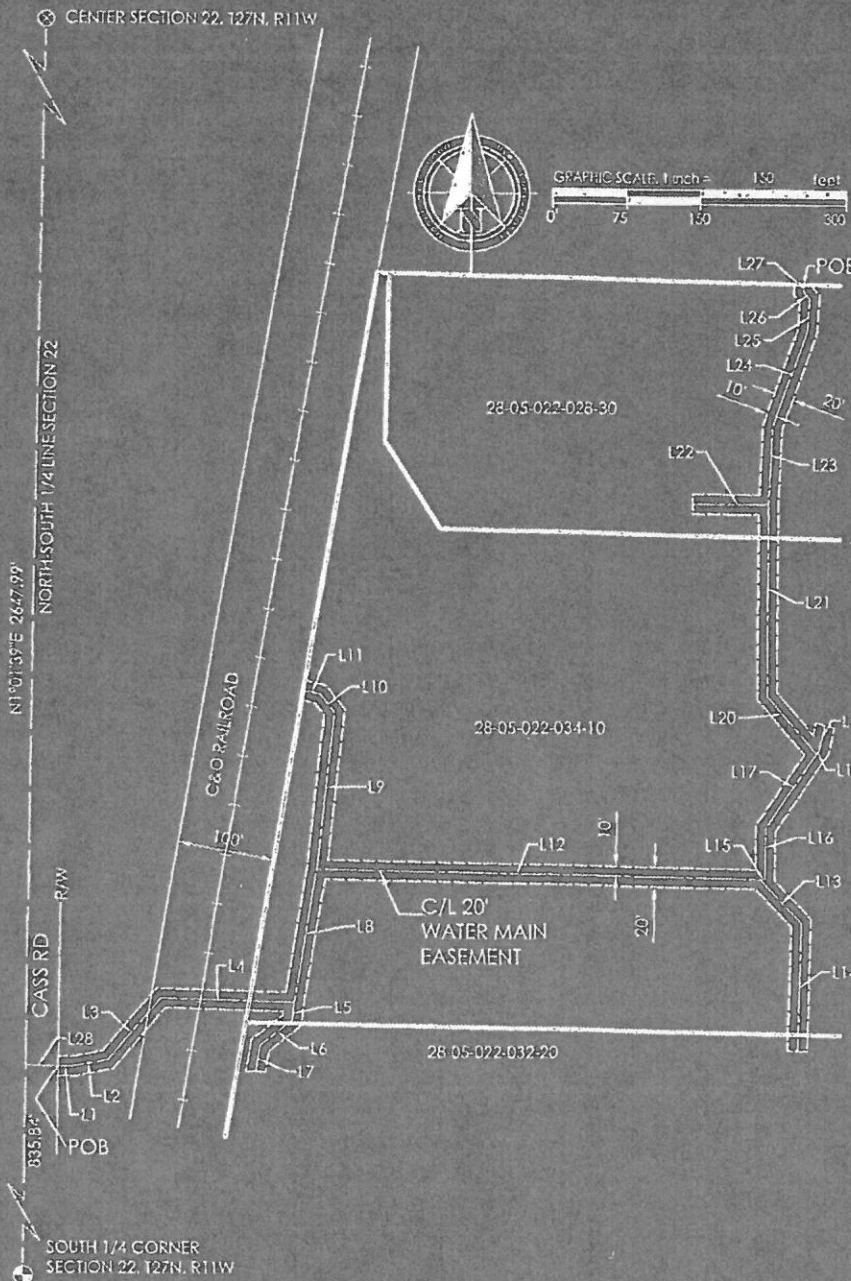 CENTER SECTION 22, T27N, R11W
GRAPHIC SCALE, 1 inch = 150 feet
0' 75 150 300
N
L27
POB
L26
L25
L24
10'
20'
28-05-022-028-30
L22
L23
N1°01'39"E 2647.99'
NORTH-SOUTH 1/4 LINE SECTION 22
L21
L11
L10
C&O RAILROAD
28-05-022-034-10
L20
L17
L9
100'
L12
10'
20'
L15
L16
L13
C/L 20'
WATER MAIN
EASEMENT
L8
R/W
CASS RD
L4
L14
L3
L5
L28
L6
28-05-022-032-20
L7
L2
L1
POB
835.84'
SOUTH 1/4 CORNER
SECTION 22, T27N, R11W